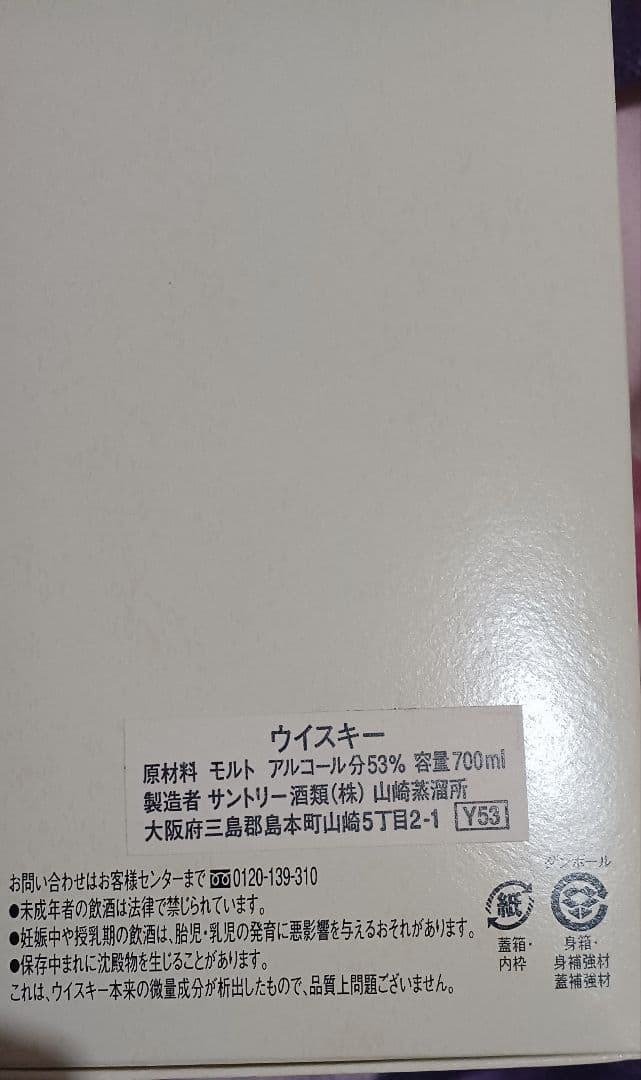 ウイスキー
原材料 モルト アルコール分53% 容量700ml
製造者 サントリー酒類(株) 山崎蒸溜所
大阪府三島郡島本町山崎5丁目2-1 Y53
お問い合わせはお客様センターまで 0120-139-310
●未成年者の飲酒は法律で禁じられています。
●妊娠中や授乳期の飲酒は、胎児・乳児の発育に悪影響を与えるおそれがあります。
●保存中まれに沈殿物を生じることがあります。
これは、ウイスキー本来の微量成分が析出したもので、品質上問題ございません。
紙
蓋箱・
内枠
ダンボール
身箱・
身補強材
蓋補強材